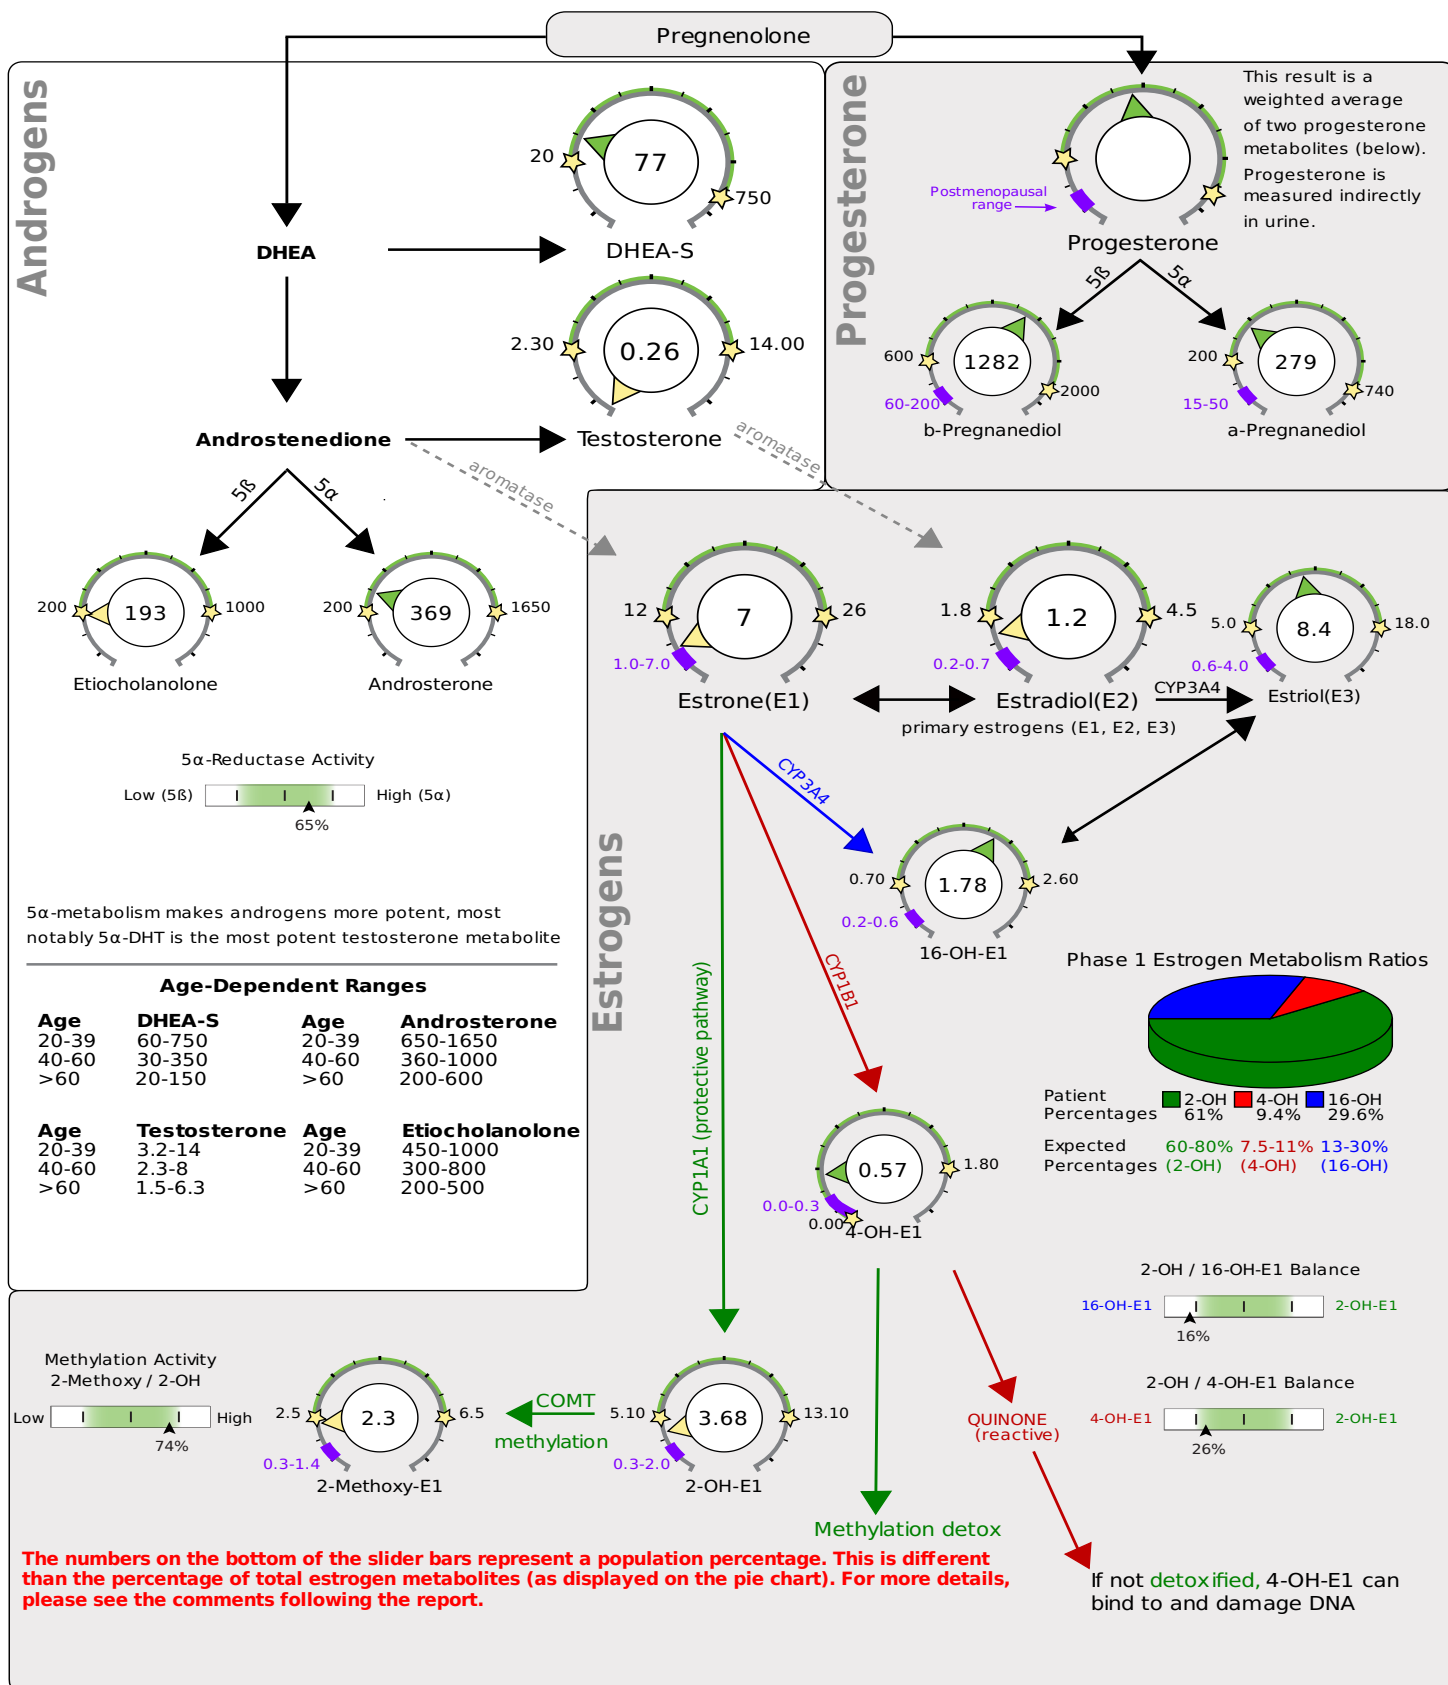 Pregnenolone
Androgens
20
77
750
DHEA-S
DHEA
2.30
0.26
14.00
Testosterone
Androstenedione
aromatase
aromatase
5ß
5α
200
193
1000
Etiocholanolone
200
369
1650
Androsterone
5α-Reductase Activity
Low (5ß)
High (5α)
65%
5α-metabolism makes androgens more potent, most
notably 5α-DHT is the most potent testosterone metabolite
Age-Dependent Ranges
Age DHEA-S Age Androsterone
20-39 60-750 20-39 650-1650
40-60 30-350 40-60 360-1000
>60 20-150 >60 200-600
Age Testosterone Age Etiocholanolone
20-39 3.2-14 20-39 450-1000
40-60 2.3-8 40-60 300-800
>60 1.5-6.3 >60 200-500
Progesterone
This result is a
weighted average
of two progesterone
metabolites (below).
Progesterone is
measured indirectly
in urine.
Postmenopausal
range
Progesterone
5ß
5α
600
1282
2000
60-200
b-Pregnanediol
200
279
740
15-50
a-Pregnanediol
Estrogens
12
7
26
1.0-7.0
Estrone(E1)
1.8
1.2
4.5
0.2-0.7
Estradiol(E2)
5.0
8.4
18.0
0.6-4.0
Estriol(E3)
CYP3A4
primary estrogens (E1, E2, E3)
CYP3A4
0.70
1.78
2.60
0.2-0.6
16-OH-E1
CYP1B1
CYP1A1 (protective pathway)
Phase 1 Estrogen Metabolism Ratios
Patient
Percentages
2-OH 4-OH 16-OH
61% 9.4% 29.6%
Expected
Percentages
60-80% 7.5-11% 13-30%
(2-OH) (4-OH) (16-OH)
0.57
1.80
0.0-0.3
0.00
4-OH-E1
2-OH / 16-OH-E1 Balance
16-OH-E1
2-OH-E1
16%
2-OH / 4-OH-E1 Balance
4-OH-E1
2-OH-E1
26%
Methylation Activity
2-Methoxy / 2-OH
Low
High
74%
2.5
2.3
6.5
0.3-1.4
2-Methoxy-E1
COMT
methylation
5.10
3.68
13.10
0.3-2.0
2-OH-E1
QUINONE
(reactive)
Methylation detox
The numbers on the bottom of the slider bars represent a population percentage. This is different
than the percentage of total estrogen metabolites (as displayed on the pie chart). For more details,
please see the comments following the report.
If not detoxified, 4-OH-E1 can
bind to and damage DNA